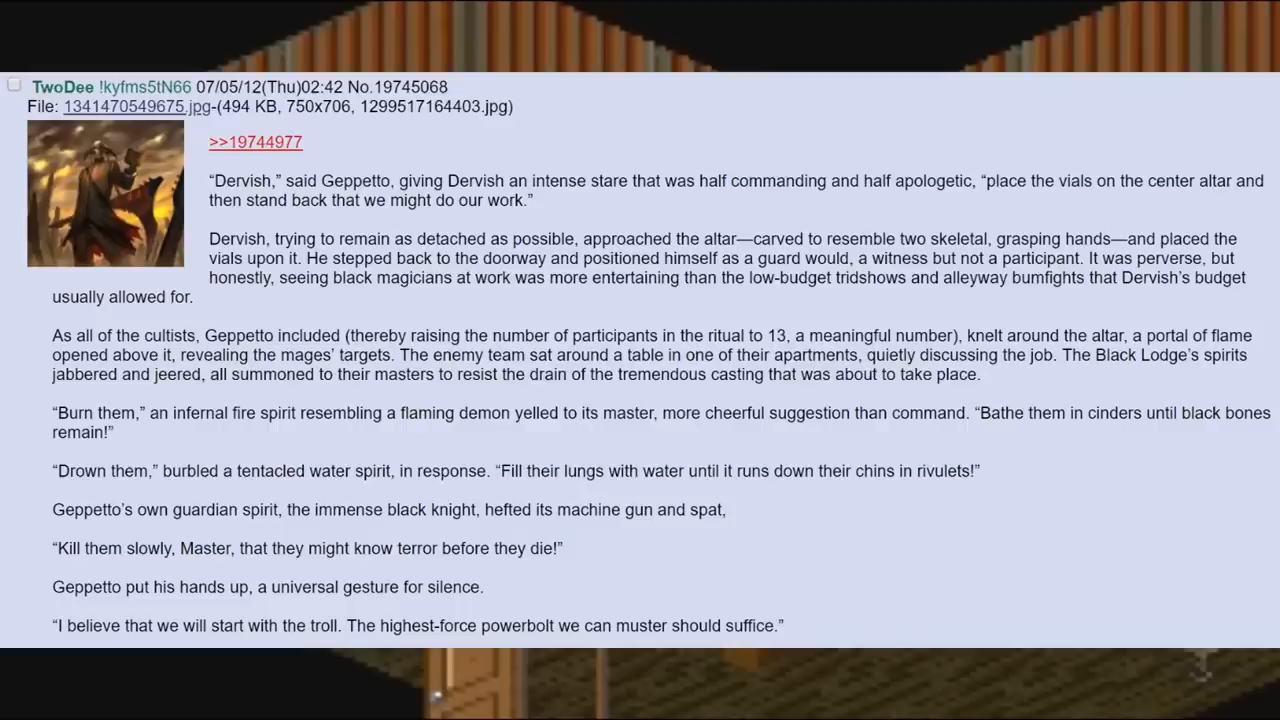 TwoDee !kyfms5tN66 07/05/12(Thu)02:42 No.19745068
File: 1341470549675.jpg-(494 KB, 750x706, 1299517164403.jpg)
>>19744977
“Dervish,” said Geppetto, giving Dervish an intense stare that was half commanding and half apologetic, “place the vials on the center altar and
then stand back that we might do our work.”
Dervish, trying to remain as detached as possible, approached the altar—carved to resemble two skeletal, grasping hands—and placed the
vials upon it. He stepped back to the doorway and positioned himself as a guard would, a witness but not a participant. It was perverse, but
honestly, seeing black magicians at work was more entertaining than the low-budget tridshows and alleyway bumfights that Dervish’s budget
usually allowed for.
As all of the cultists, Geppetto included (thereby raising the number of participants in the ritual to 13, a meaningful number), knelt around the altar, a portal of flame
opened above it, revealing the mages’ targets. The enemy team sat around a table in one of their apartments, quietly discussing the job. The Black Lodge’s spirits
jabbered and jeered, all summoned to their masters to resist the drain of the tremendous casting that was about to take place.
“Burn them,” an infernal fire spirit resembling a flaming demon yelled to its master, more cheerful suggestion than command. “Bathe them in cinders until black bones
remain!”
“Drown them,” burbled a tentacled water spirit, in response. “Fill their lungs with water until it runs down their chins in rivulets!”
Geppetto’s own guardian spirit, the immense black knight, hefted its machine gun and spat,
“Kill them slowly, Master, that they might know terror before they die!”
Geppetto put his hands up, a universal gesture for silence.
“I believe that we will start with the troll. The highest-force powerbolt we can muster should suffice.”